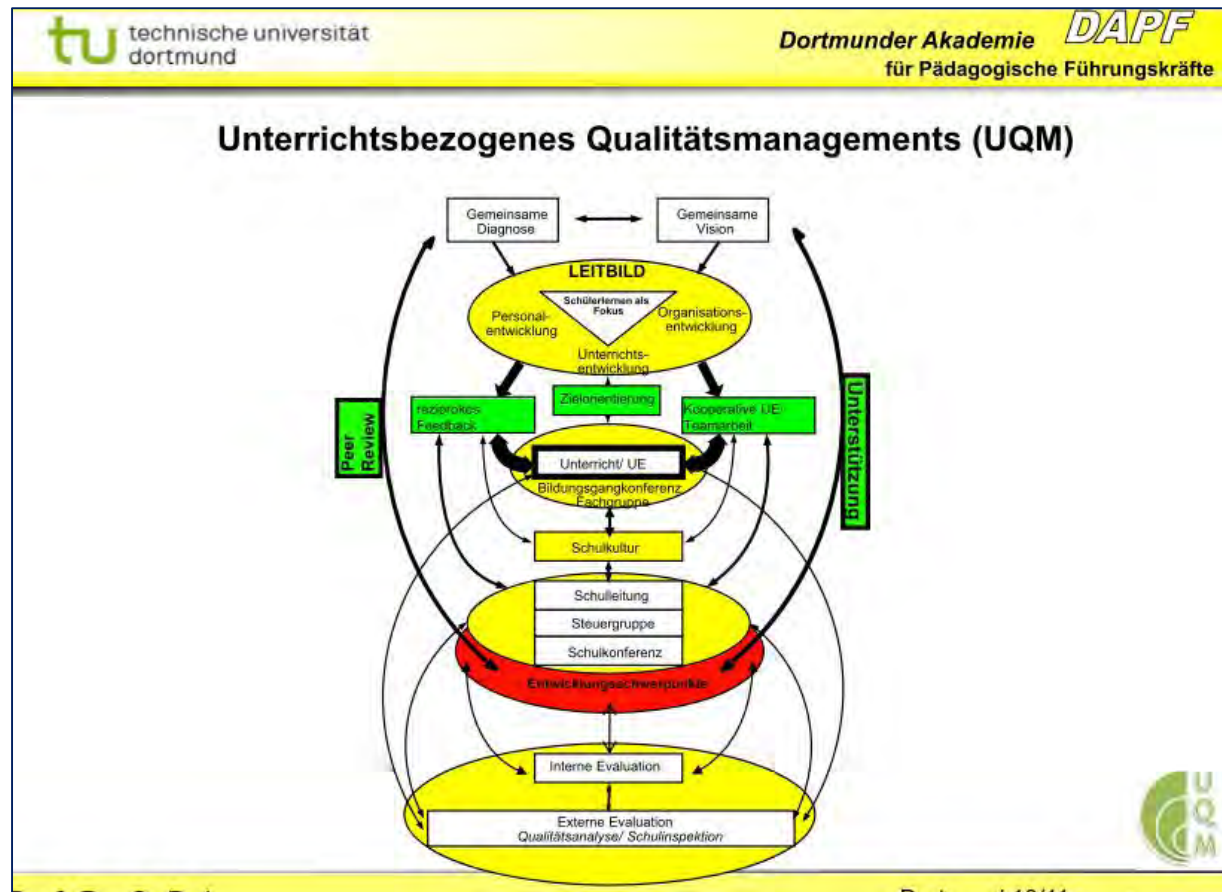 technische universität
dortmund
Dortmunder Akademie DAPF
für Pädagogische Führungskräfte
Unterrichtsbezogenes Qualitätsmanagements (UQM)
Gemeinsame
Diagnose
Gemeinsame
Vision
LEITBILD
Schülerlernen als
Fokus
Personal-
entwicklung
Organisations-
entwicklung
Unterrichts-
entwicklung
reziprokes
Feedback
Zielorientierung
Kooperative UE
Teamarbeit
Peer
Review
Unterstützung
Unterricht/ UE
Bildungsgangkonferenz
Fachgruppe
Schulkultur
Schulleitung
Steuergruppe
Schulkonferenz
Entwicklungsschwerpunkte
Interne Evaluation
Externe Evaluation
Qualitätsanalyse/ Schulinspektion
U
Q
M